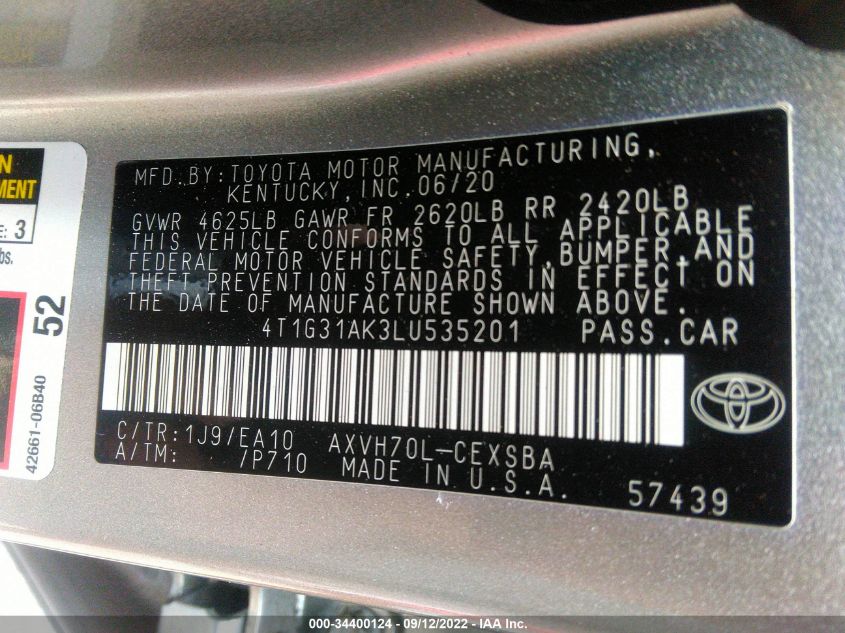 N
MENT
E: 3
bs.
52
42661-06B40
MFD.BY:TOYOTA MOTOR MANUFACTURING,
KENTUCKY,INC.06/20
GVWR 4625LB GAWR FR 2620LB RR 2420LB
THIS VEHICLE CONFORMS TO ALL APPLICABLE
FEDERAL MOTOR VEHICLE SAFETY,BUMPER,AND
THEFT PREVENTION STANDARDS IN EFFECT ON
THE DATE OF MANUFACTURE SHOWN ABOVE.
4T1G31AK3LU535201 PASS.CAR
C/TR:1J9/EA10 AXVH70L-CEXSBA
A/TM: /P710 MADE IN U.S.A.
57439
000-34400124 - 09/12/2022 - IAA Inc.